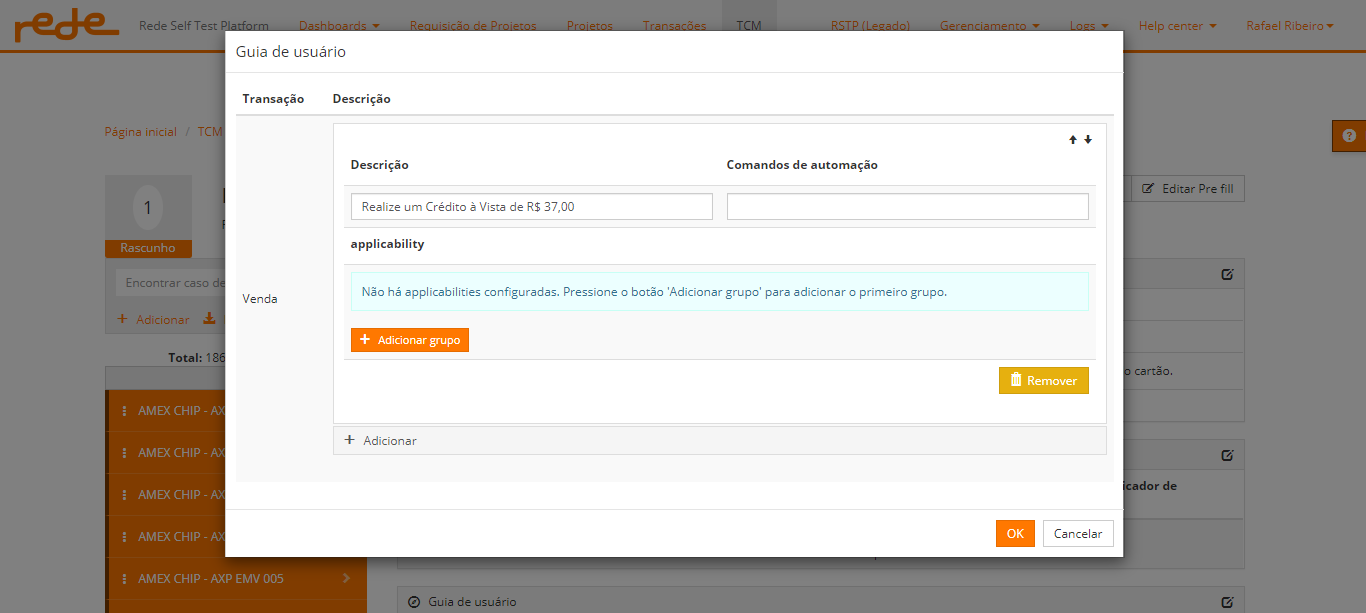 rede Rede Self Test Platform Dashboards Requisição de Projetos Projetos Transações TCM RSTP (Legado) Gerenciamento Logs Help center Rafael Ribeiro
Guia de usuário
Transação Descrição
Página inicial / TCM
Descrição Comandos de automação
1
Editar Pre fill
Realize um Crédito à Vista de R$ 37,00
Rascunho
applicability
Encontrar caso de
Não há applicabilities configuradas. Pressione o botão 'Adicionar grupo' para adicionar o primeiro grupo.
Venda
+ Adicionar
+ Adicionar grupo
Total: 186
o cartão.
Remover
AMEX CHIP - AX
+ Adicionar
AMEX CHIP - AX
AMEX CHIP - AX
icador de
AMEX CHIP - AX
OK Cancelar
AMEX CHIP - AXP EMV 005
Guia de usuário